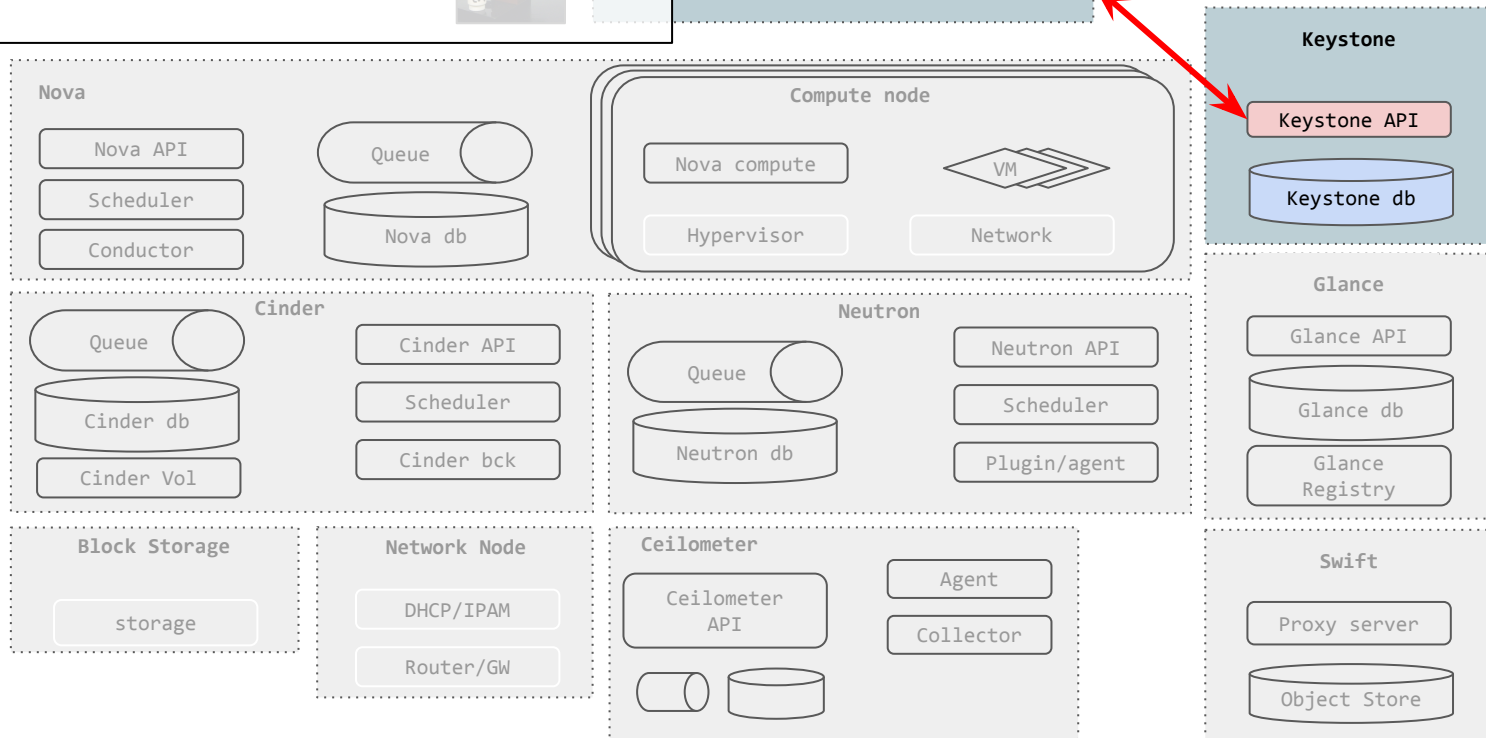 Keystone
Keystone API
Keystone db
Nova
Nova API
Scheduler
Conductor
Queue
Nova db
Compute node
Nova compute
VM
Hypervisor
Network
Cinder
Queue
Cinder db
Cinder Vol
Cinder API
Scheduler
Cinder bck
Neutron
Queue
Neutron db
Neutron API
Scheduler
Plugin/agent
Glance
Glance API
Glance db
Glance
Registry
Block Storage
storage
Network Node
DHCP/IPAM
Router/GW
Ceilometer
Ceilometer
API
Agent
Collector
Swift
Proxy server
Object Store